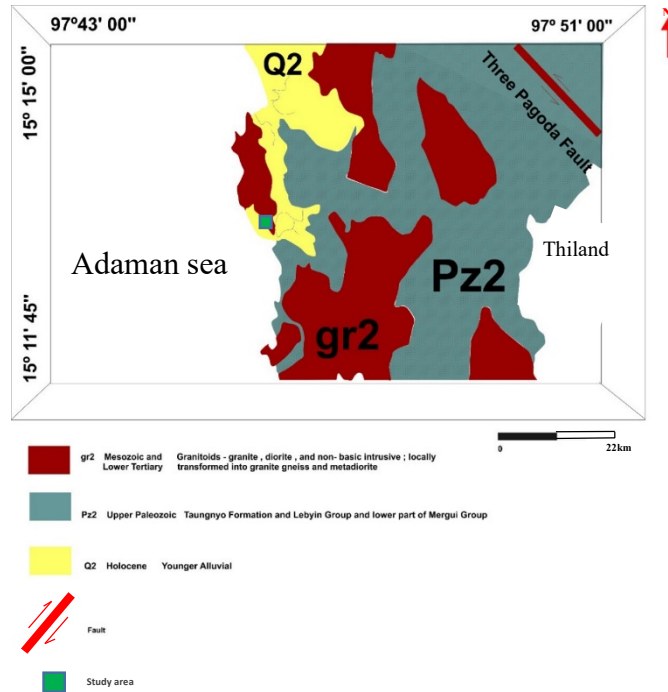 97º43' 00"
97º 51' 00"
N
15º 15' 00"
Q2
Three Pagoda Fault
Adaman sea
Thiland
Pz2
15º 11' 45"
gr2
0 22km
gr2 Mesozoic and Granitoids - granite , diorite , and non- basic intrusive ; locally
Lower Tertiary transformed into granite gneiss and metadiorite
Pz2 Upper Paleozoic Taungnyo Formation and Lebyin Group and lower part of Mergui Group
Q2 Holocene Younger Alluvial
Fault
Study area